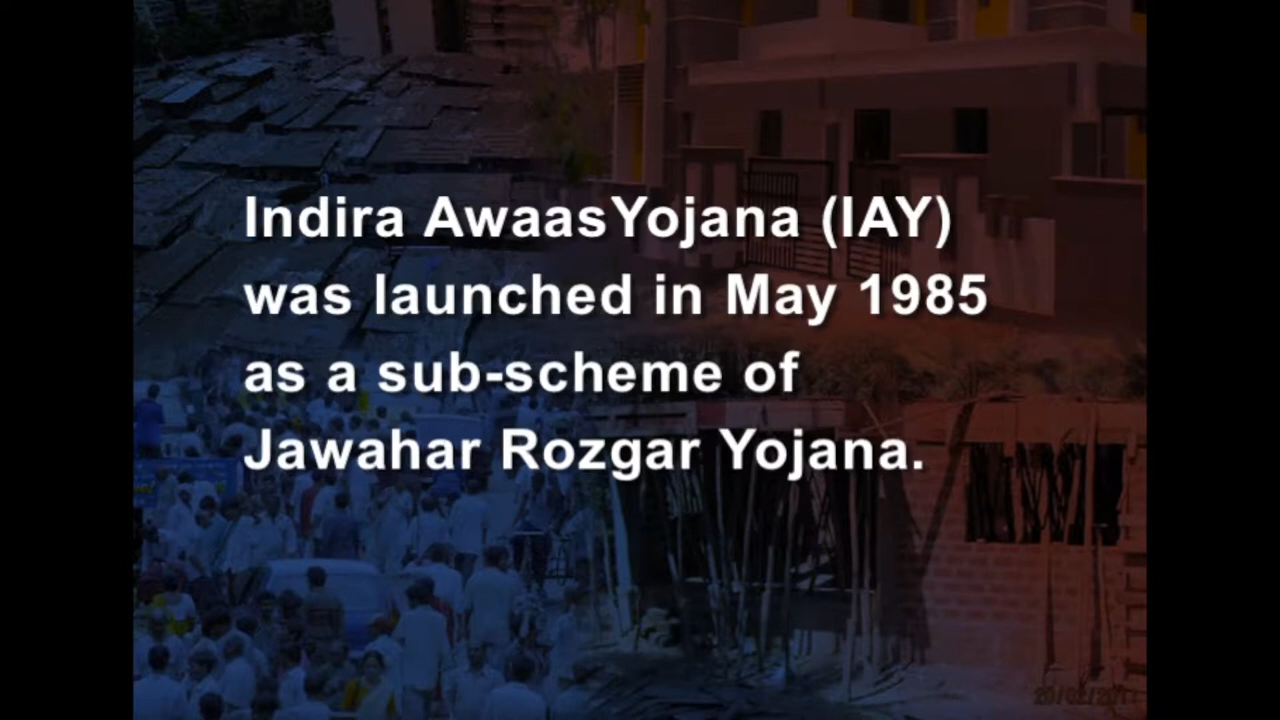 Indira AwaasYojana (IAY)
was launched in May 1985
as a sub-scheme of
Jawahar Rozgar Yojana.